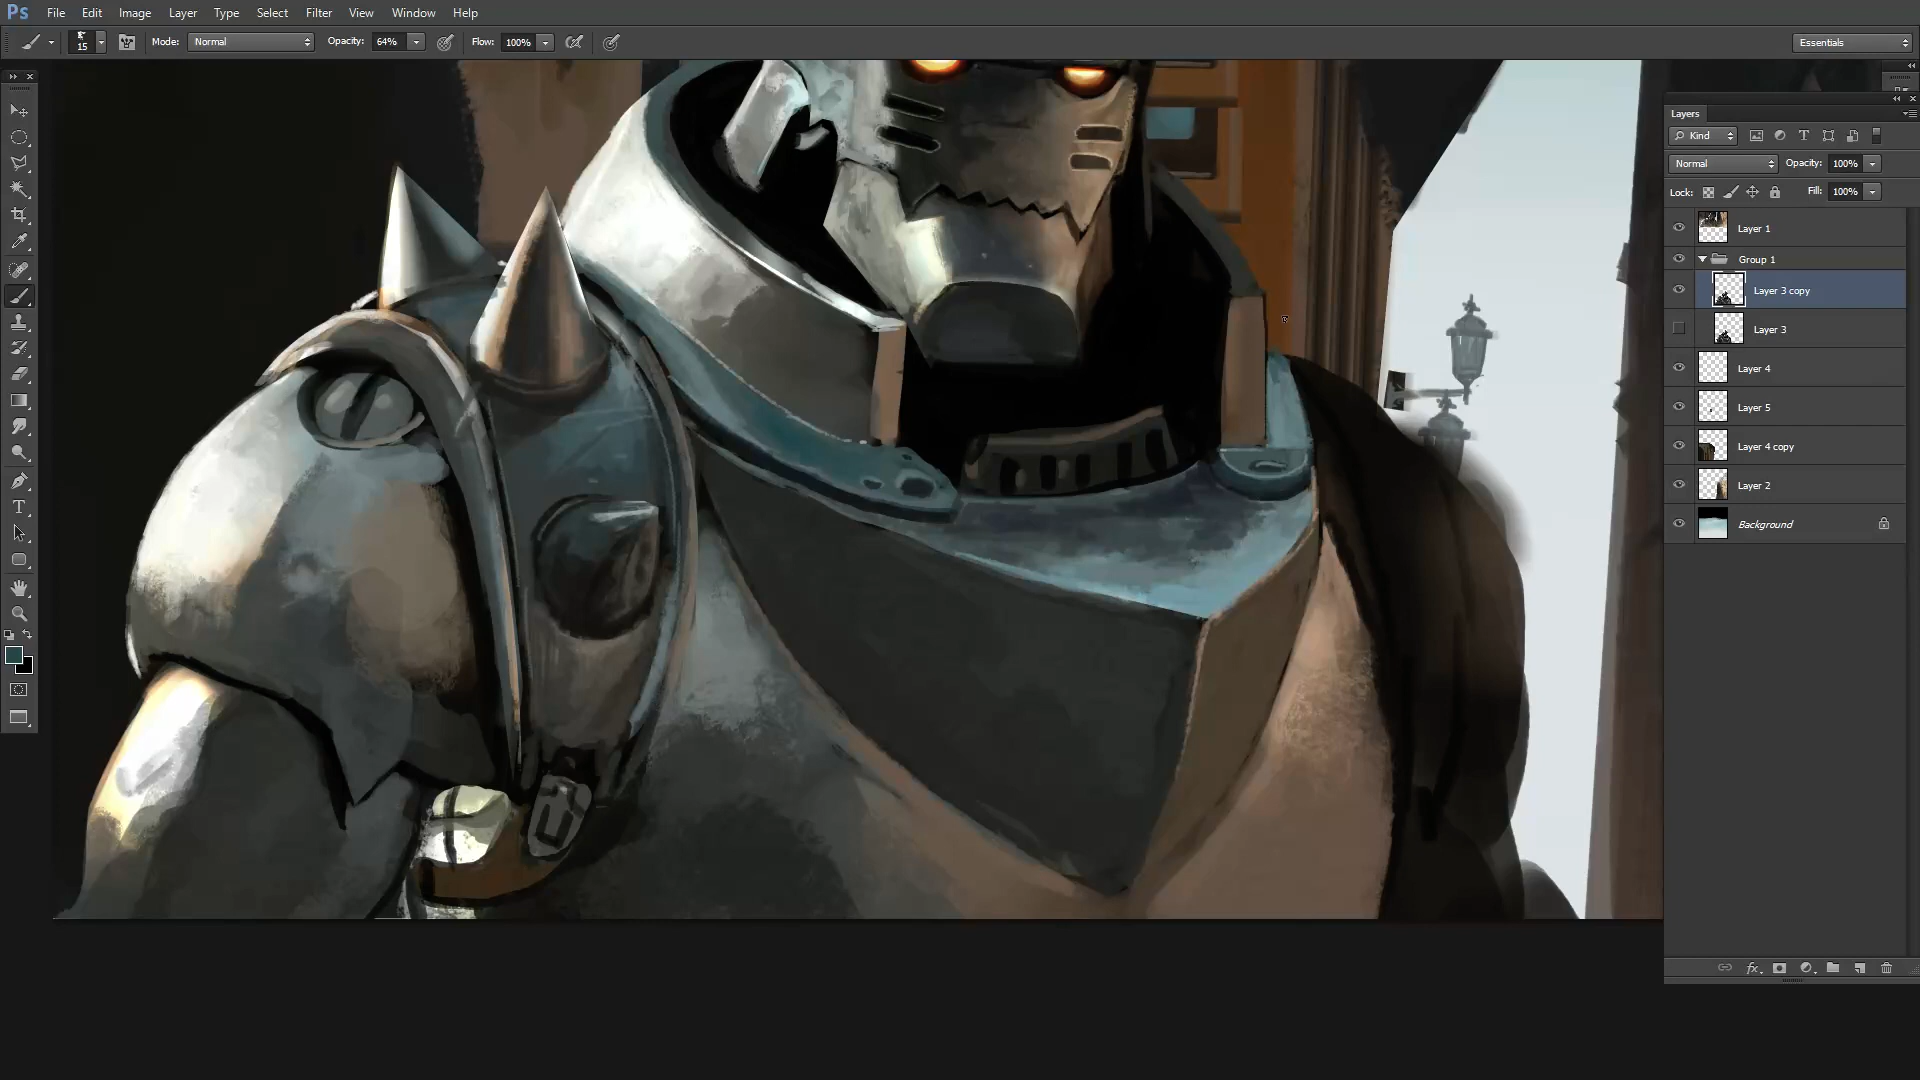 Ps File Edit Image Layer Type Select Filter View Window Help
15 Mode: Normal Opacity: 64% Flow: 100% Essentials
Layers
Kind
Normal Opacity: 100%
Lock: Fill: 100%
Layer 1
Group 1
Layer 3 copy
Layer 3
Layer 4
Layer 5
Layer 4 copy
Layer 2
Background
fx